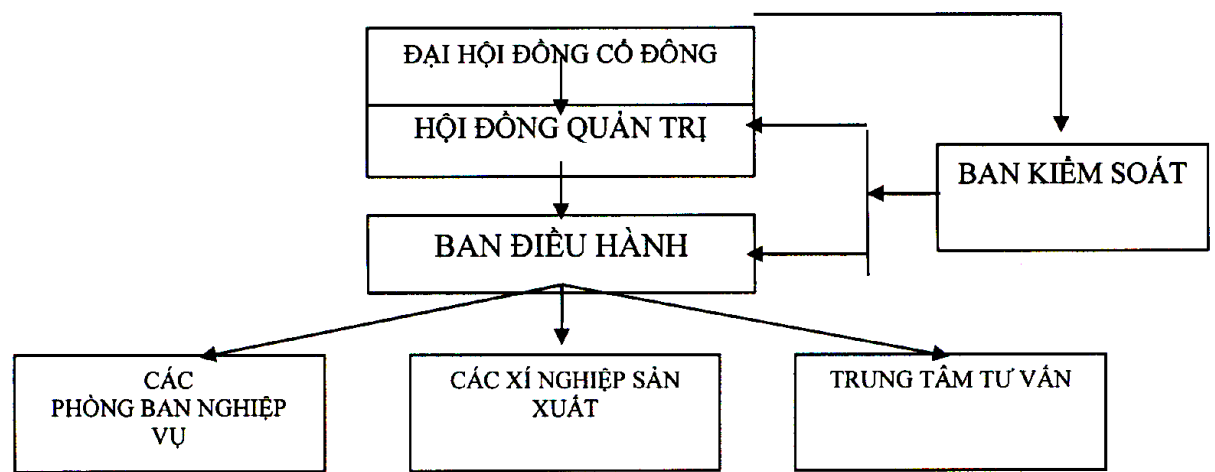 ĐẠI HỘI ĐỒNG CỔ ĐÔNG
HỘI ĐỒNG QUẢN TRỊ
BAN KIỂM SOÁT
BAN ĐIỀU HÀNH
CÁC
PHÒNG BAN NGHIỆP
VỤ
CÁC XÍ NGHIỆP SẢN
XUẤT
TRUNG TÂM TƯ VẤN